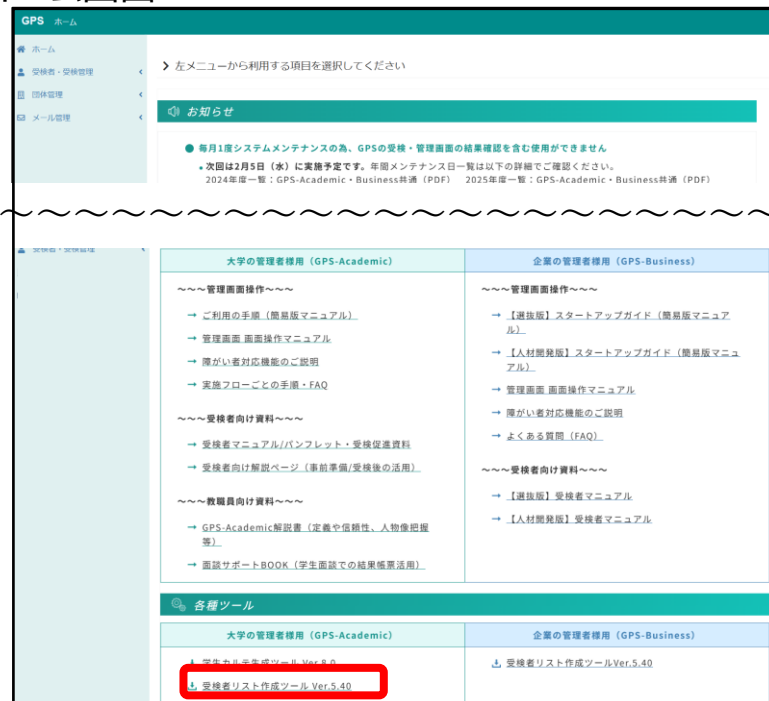 GPS ホーム
ホーム
受検者・受検管理
団体管理
メール管理
左メニューから利用する項目を選択してください
お知らせ
● 毎月1度システムメンテナンスの為、GPSの受検・管理画面の結果確認を含む使用ができません
・次回は2月5日（水）に実施予定です。年間メンテナンス日一覧は以下の詳細でご確認ください。
2024年度一覧：GPS-Academic・Business共通（PDF） 2025年度一覧：GPS-Academic・Business共通（PDF）
受検者・受検管理
大学の管理者様用（GPS-Academic）
～～～管理画面操作～～～
→ ご利用の手順（簡易版マニュアル）
→ 管理画面 画面操作マニュアル
→ 障がい者対応機能のご説明
→ 実施フローごとの手順・FAQ
～～～受検者向け資料～～～
→ 受検者マニュアル/パンフレット・受検促進資料
→ 受検者向け解説ページ（事前準備/受検後の活用）
～～～教職員向け資料～～～
→ GPS-Academic解説書（定義や信頼性、人物像把握
等）
→ 面談サポートBOOK（学生面談での結果帳票活用）
企業の管理者様用（GPS-Business）
～～～管理画面操作～～～
→ 【選抜版】スタートアップガイド（簡易版マニュア
ル）
→ 【人材開発版】スタートアップガイド（簡易版マニュ
アル）
→ 管理画面 画面操作マニュアル
→ 障がい者対応機能のご説明
→ よくある質問（FAQ）
～～～受検者向け資料～～～
→ 【選抜版】受検者マニュアル
→ 【人材開発版】受検者マニュアル
各種ツール
大学の管理者様用（GPS-Academic）
学生カルテ生成ツール Ver.8.0
受検者リスト作成ツール Ver.5.40
企業の管理者様用（GPS-Business）
受検者リスト作成ツールVer.5.40